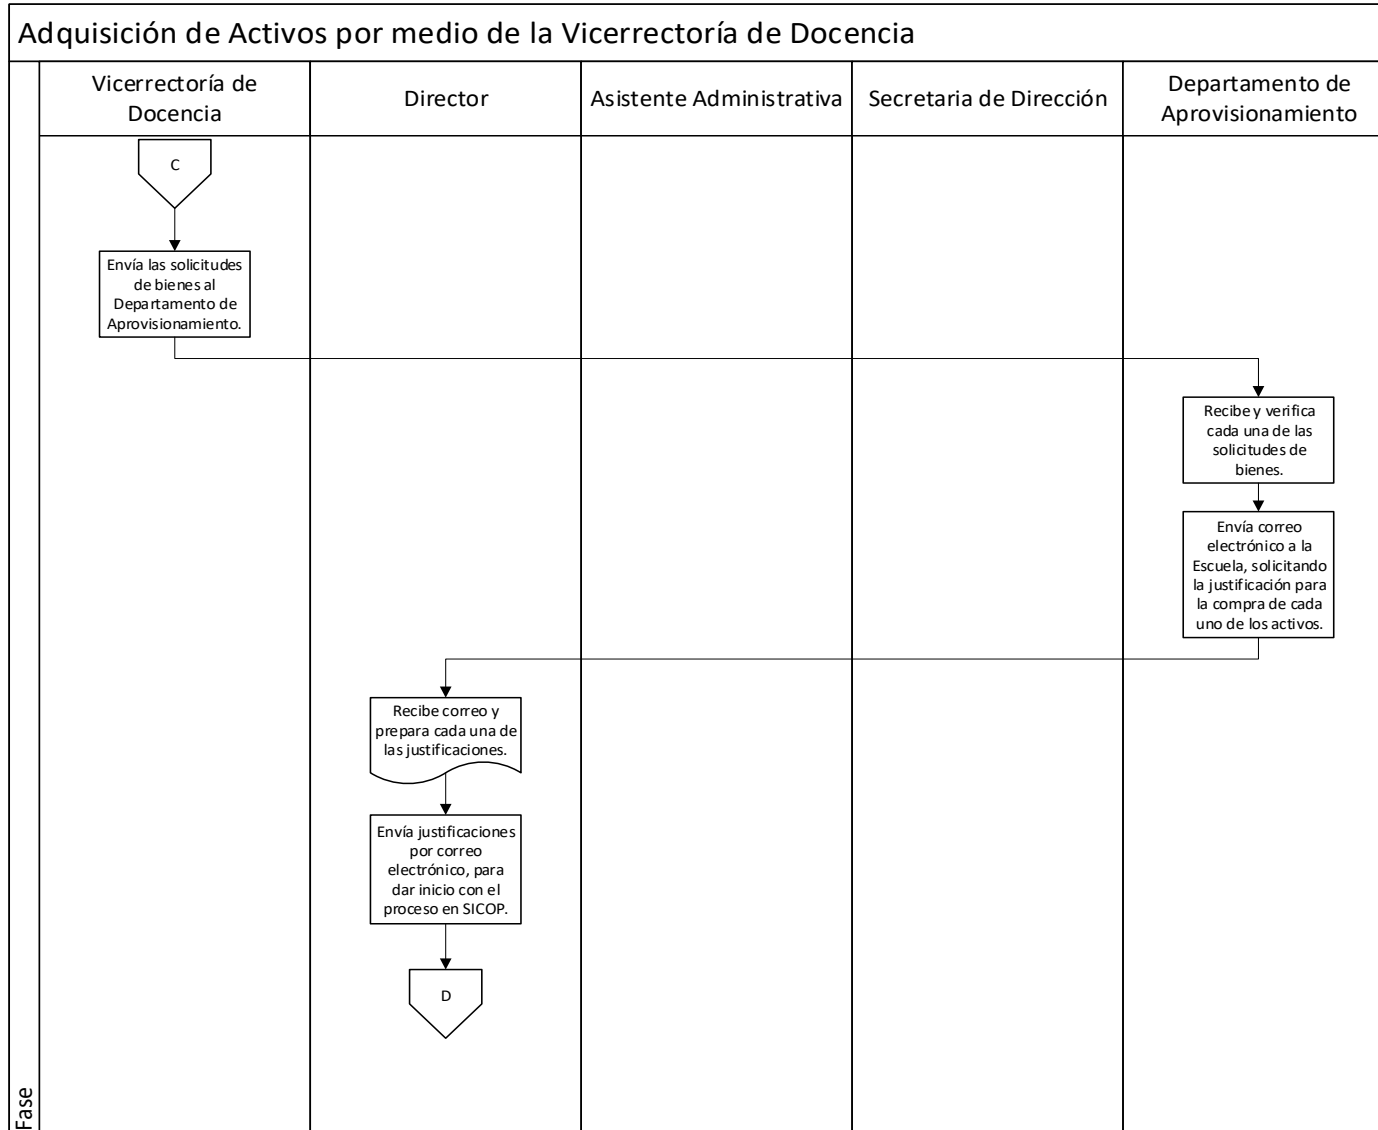 Adquisición de Activos por medio de la Vicerrectoría de Docencia
Vicerrectoría de
Docencia
Director
Asistente Administrativa
Secretaria de Dirección
Departamento de
Aprovisionamiento
C
Envía las solicitudes
de bienes al
Departamento de
Aprovisionamiento.
Recibe y verifica
cada una de las
solicitudes de
bienes.
Envía correo
electrónico a la
Escuela, solicitando
la justificación para
la compra de cada
uno de los activos.
Recibe correo y
prepara cada una de
las justificaciones.
Envía justificaciones
por correo
electrónico, para
dar inicio con el
proceso en SICOP.
D
Fase